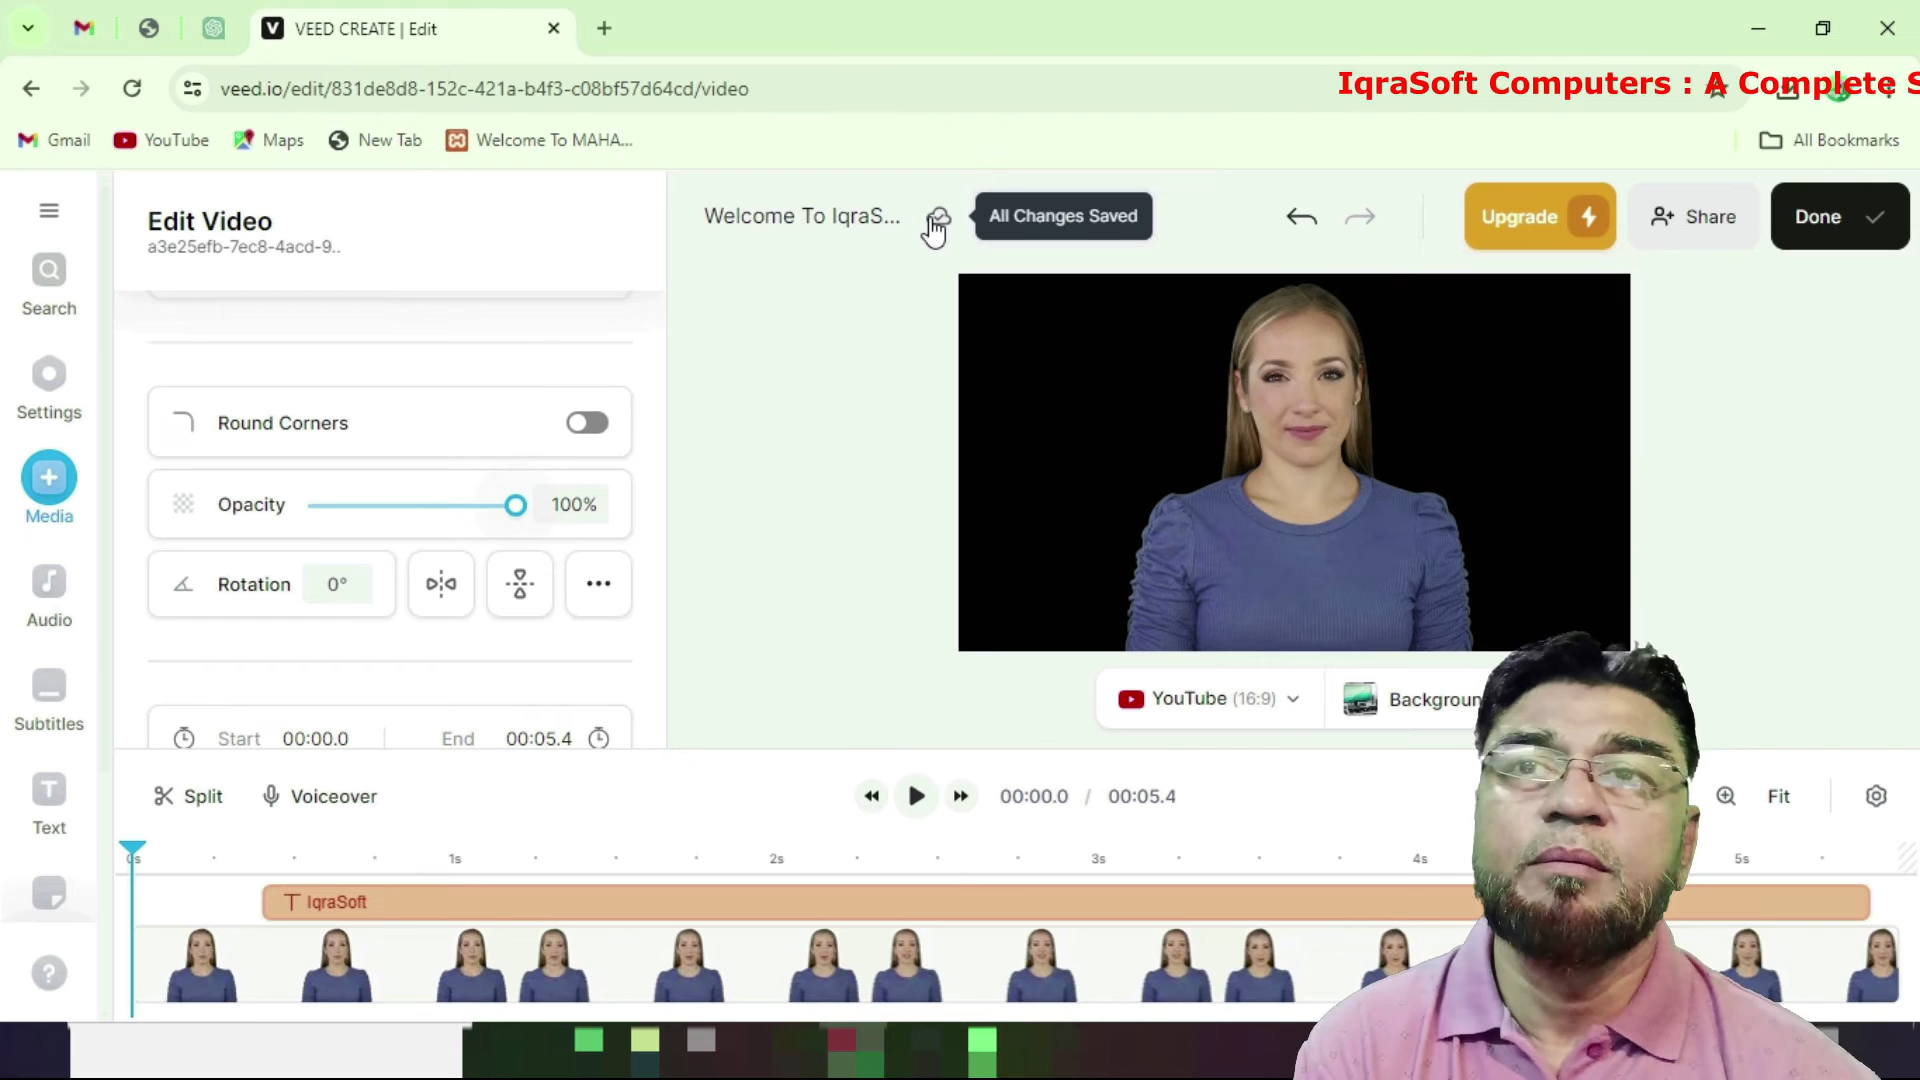 VEED CREATE | Edit
veed.io/edit/831de8d8-152c-421a-b4f3-c08bf57d64cd/video
IqraSoft Computers : A Complete S
Gmail
YouTube
Maps
New Tab
Welcome To MAHA...
All Bookmarks
Edit Video
a3e25efb-7ec8-4acd-9..
Welcome To IqraS...
All Changes Saved
Upgrade
Share
Done
Search
Settings
Media
Audio
Subtitles
Text
Round Corners
Opacity
100%
Rotation
0°
Start 00:00.0
End 00:05.4
YouTube (16:9)
Backgroun
Split
Voiceover
00:00.0 / 00:05.4
Fit
0s 1s 2s 3s 4s 5s
IqraSoft